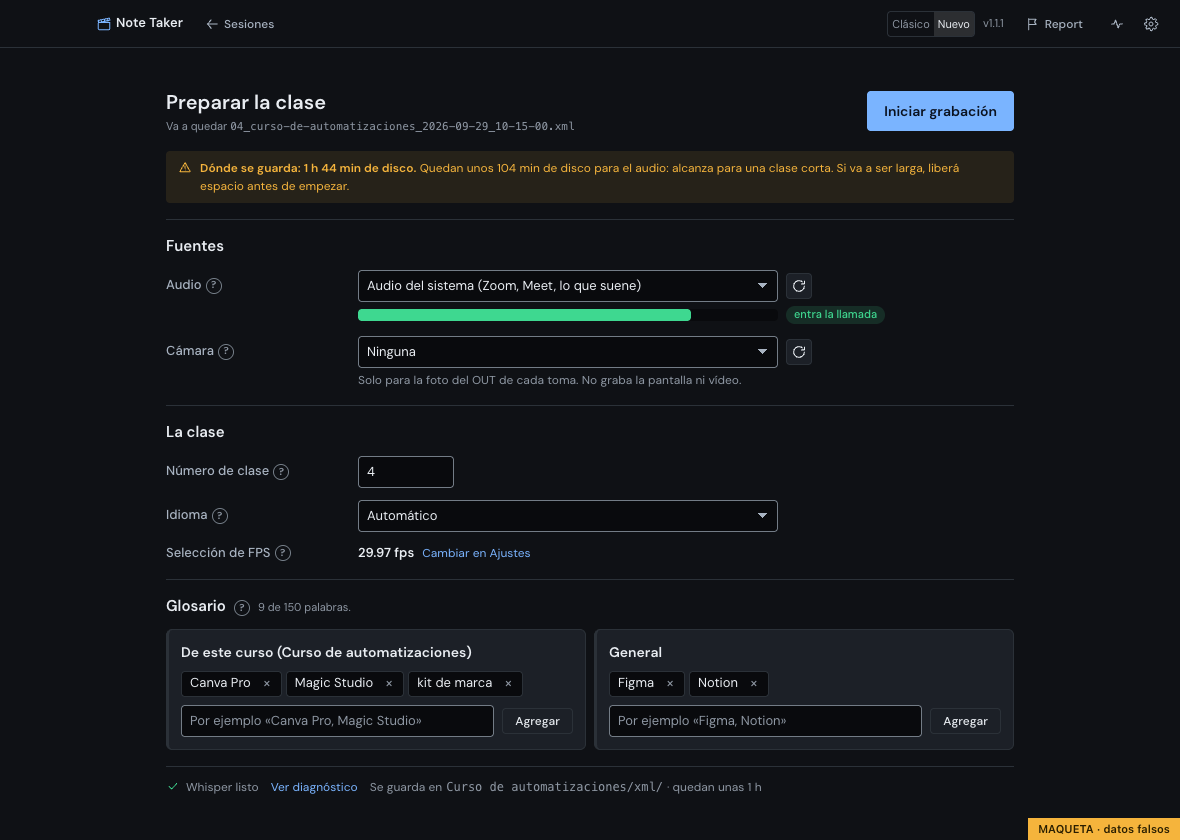 Note Taker
← Sesiones
Clásico Nuevo v1.1.1
Report
Preparar la clase
Iniciar grabación
Va a quedar 04_curso-de-automatizaciones_2026-09-29_10-15-00.xml
Dónde se guarda: 1 h 44 min de disco. Quedan unos 104 min de disco para el audio: alcanza para una clase corta. Si va a ser larga, liberá
espacio antes de empezar.
Fuentes
Audio ?
Audio del sistema (Zoom, Meet, lo que suene)
entra la llamada
Cámara ?
Ninguna
Solo para la foto del OUT de cada toma. No graba la pantalla ni vídeo.
La clase
Número de clase ?
4
Idioma ?
Automático
Selección de FPS ?
29.97 fps Cambiar en Ajustes
Glosario ? 9 de 150 palabras.
De este curso (Curso de automatizaciones)
Canva Pro × Magic Studio × kit de marca ×
Por ejemplo «Canva Pro, Magic Studio»
Agregar
General
Figma × Notion ×
Por ejemplo «Figma, Notion»
Agregar
✓ Whisper listo Ver diagnóstico Se guarda en Curso de automatizaciones/xml/ · quedan unas 1 h
MAQUETA · datos falsos